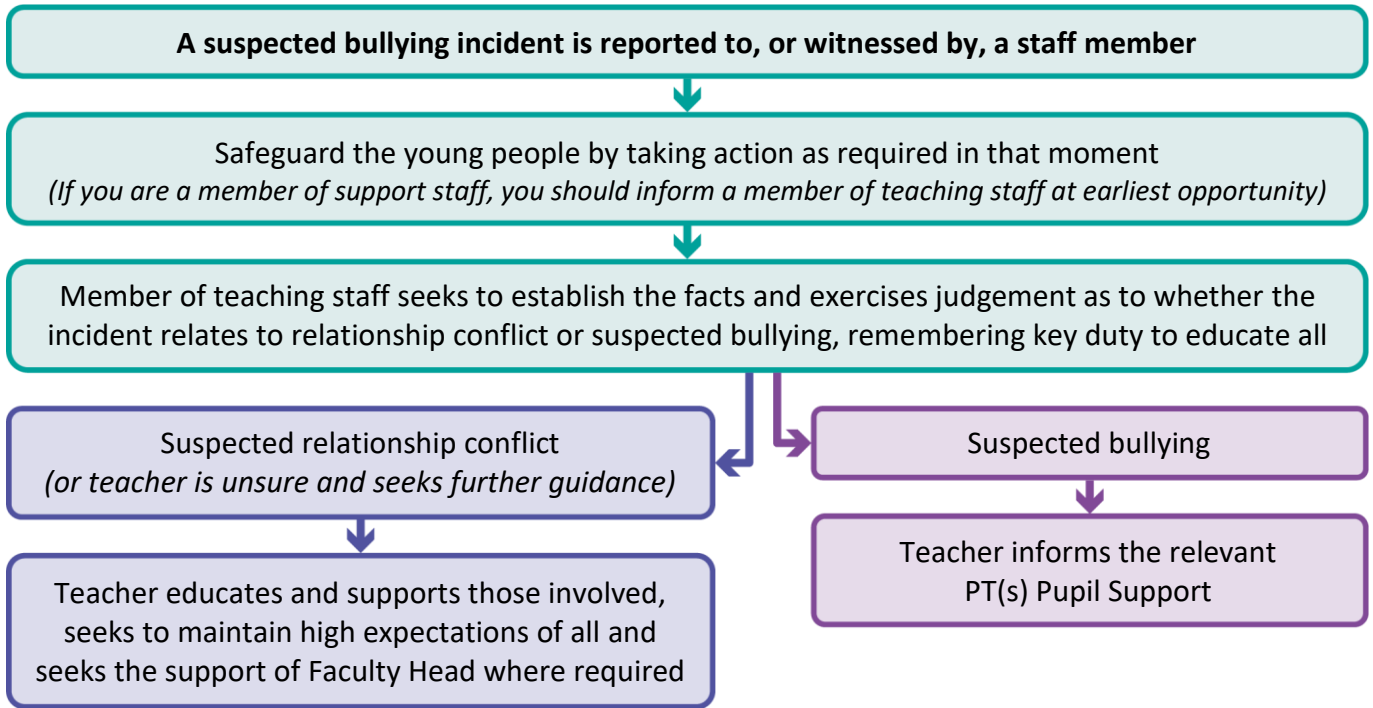 A suspected bullying incident is reported to, or witnessed by, a staff member
Safeguard the young people by taking action as required in that moment
(If you are a member of support staff, you should inform a member of teaching staff at earliest opportunity)
Member of teaching staff seeks to establish the facts and exercises judgement as to whether the
incident relates to relationship conflict or suspected bullying, remembering key duty to educate all
Suspected relationship conflict
(or teacher is unsure and seeks further guidance)
Teacher educates and supports those involved,
seeks to maintain high expectations of all and
seeks the support of Faculty Head where required
Suspected bullying
Teacher informs the relevant
PT(s) Pupil Support